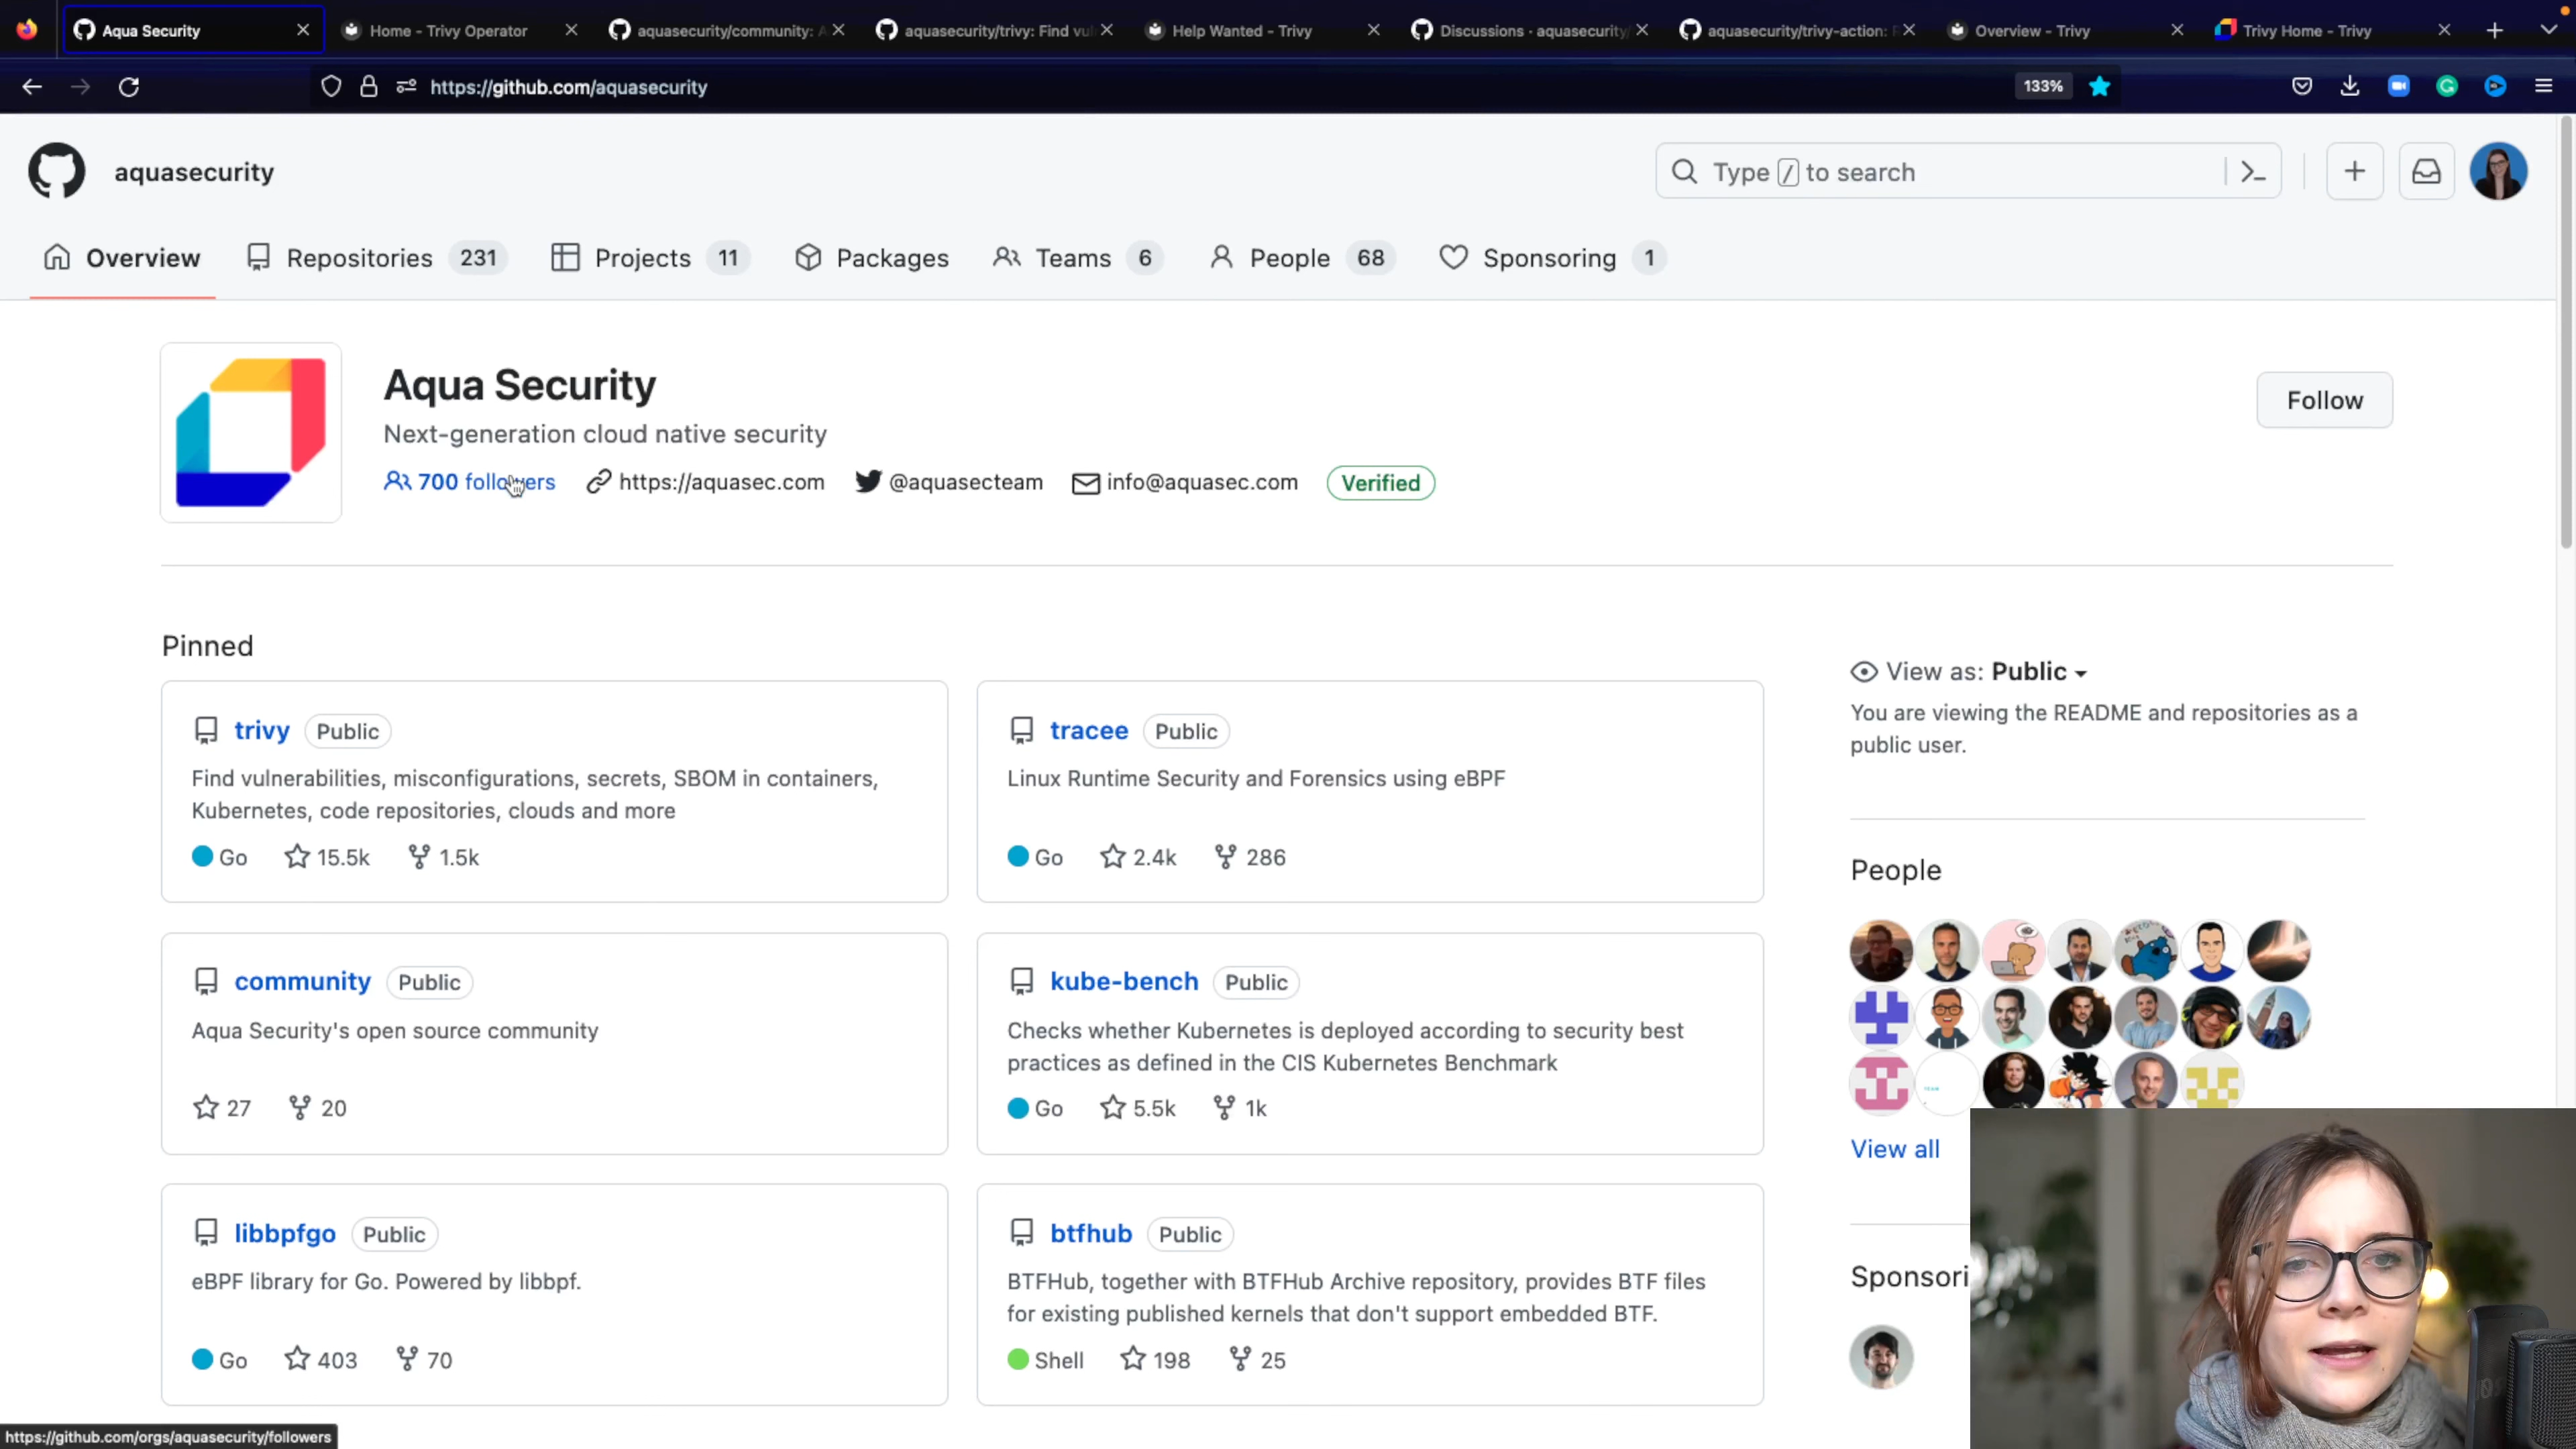 Aqua Security
Home - Trivy Operator
aquasecurity/community: A
aquasecurity/trivy: Find vul
Help Wanted - Trivy
Discussions · aquasecurity/
aquasecurity/trivy-action:
Overview - Trivy
Trivy Home - Trivy
https://github.com/aquasecurity
133%
aquasecurity
Type / to search
Overview
Repositories 231
Projects 11
Packages
Teams 6
People 68
Sponsoring 1
Aqua Security
Next-generation cloud native security
700 followers
https://aquasec.com
@aquasecteam
info@aquasec.com
Verified
Follow
Pinned
trivy Public
Find vulnerabilities, misconfigurations, secrets, SBOM in containers,
Kubernetes, code repositories, clouds and more
Go 15.5k 1.5k
tracee Public
Linux Runtime Security and Forensics using eBPF
Go 2.4k 286
community Public
Aqua Security's open source community
27 20
kube-bench Public
Checks whether Kubernetes is deployed according to security best
practices as defined in the CIS Kubernetes Benchmark
Go 5.5k 1k
libbpfgo Public
eBPF library for Go. Powered by libbpf.
Go 403 70
btfhub Public
BTFHub, together with BTFHub Archive repository, provides BTF files
for existing published kernels that don't support embedded BTF.
Shell 198 25
View as: Public
You are viewing the README and repositories as a
public user.
People
View all
Sponsori
https://github.com/orgs/aquasecurity/followers